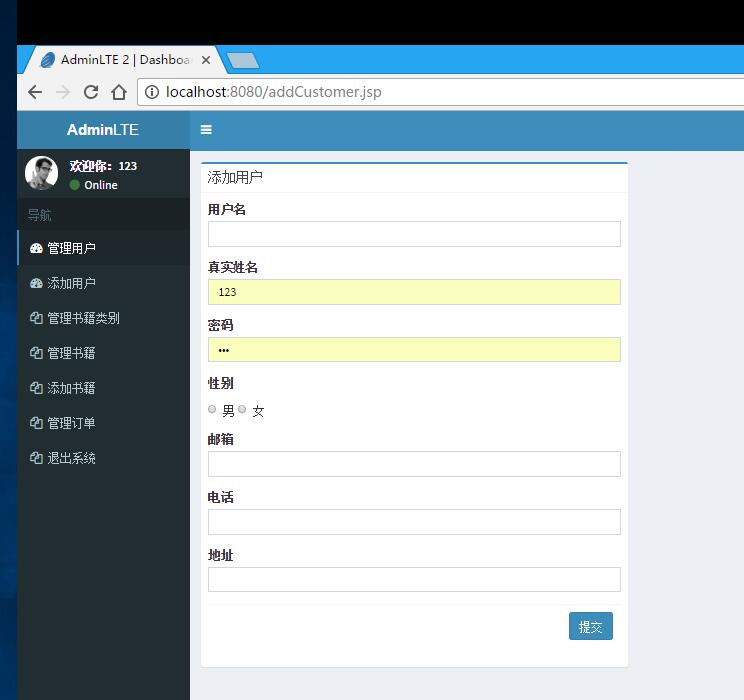 AdminLTE 2 | Dashboa
localhost:8080/addCustomer.jsp
AdminLTE
欢迎你：123
Online
导航
管理用户
添加用户
管理书籍类别
管理书籍
添加书籍
管理订单
退出系统
添加用户
用户名
真实姓名
123
密码
•••
性别
男 女
邮箱
电话
地址
提交